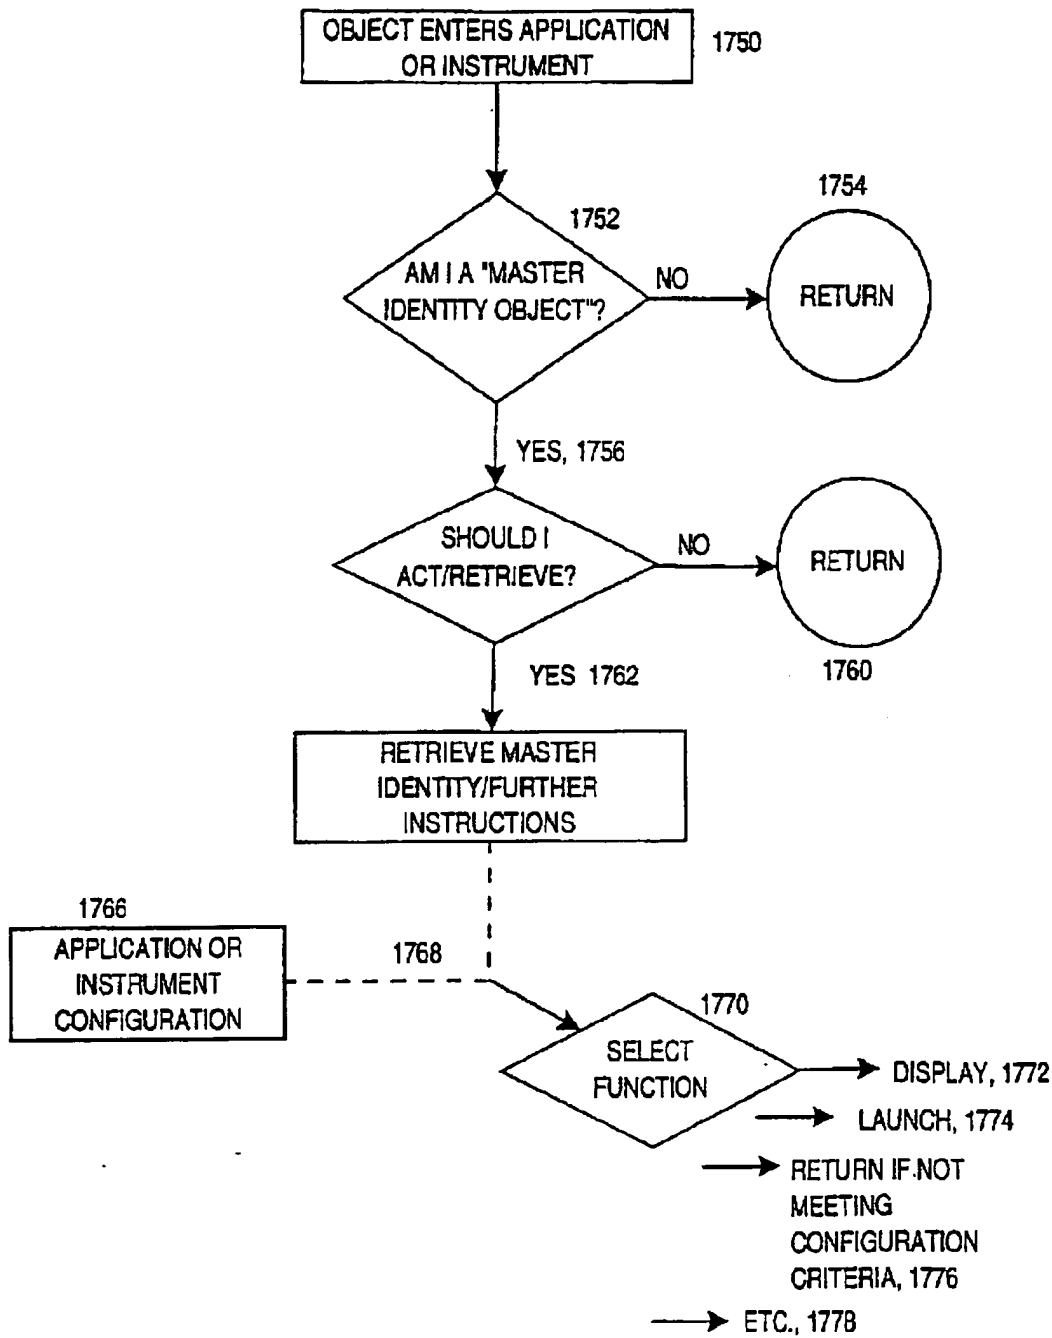 OBJECT ENTERS APPLICATION
OR INSTRUMENT
1750
1752
1754
AM I A "MASTER
IDENTITY OBJECT"?
NO
RETURN
YES, 1756
SHOULD I
ACT/RETRIEVE?
NO
RETURN
1760
YES 1762
RETRIEVE MASTER
IDENTITY/FURTHER
INSTRUCTIONS
1766
APPLICATION OR
INSTRUMENT
CONFIGURATION
1768
1770
SELECT
FUNCTION
DISPLAY, 1772
LAUNCH, 1774
RETURN IF NOT
MEETING
CONFIGURATION
CRITERIA, 1776
ETC., 1778